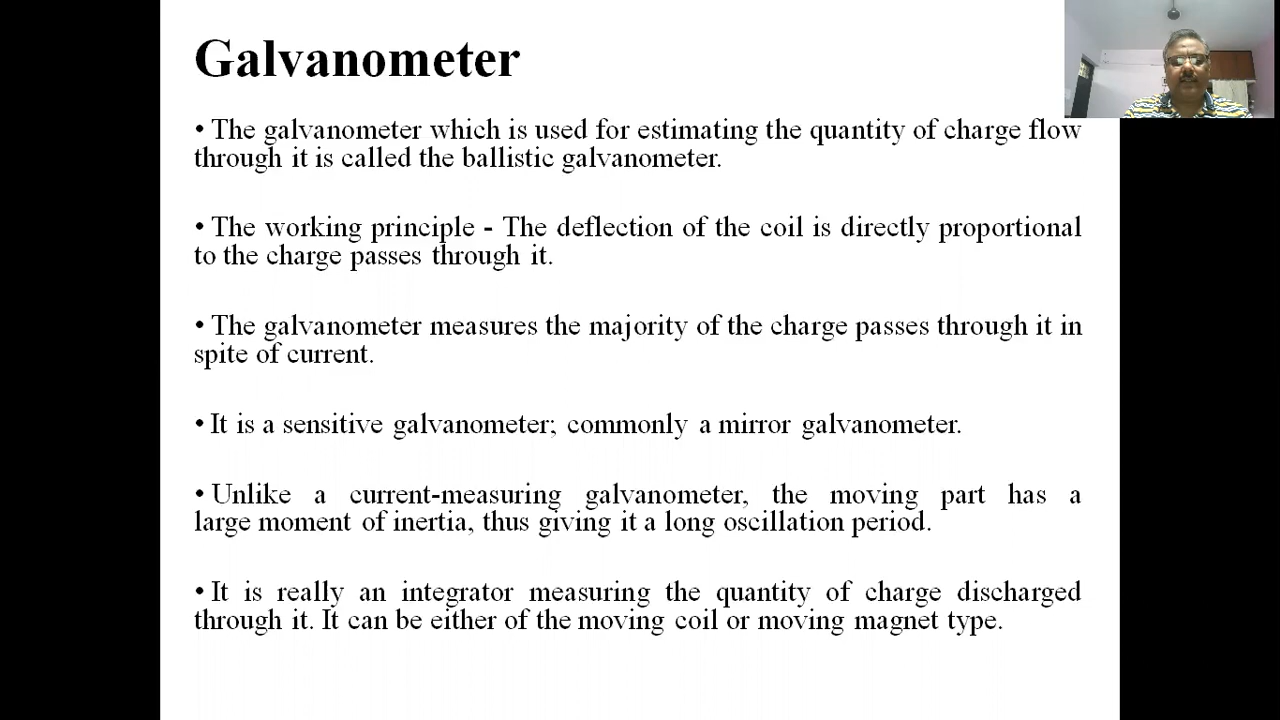 Galvanometer
• The galvanometer which is used for estimating the quantity of charge flow
through it is called the ballistic galvanometer.
• The working principle - The deflection of the coil is directly proportional
to the charge passes through it.
• The galvanometer measures the majority of the charge passes through it in
spite of current.
• It is a sensitive galvanometer; commonly a mirror galvanometer.
• Unlike a current-measuring galvanometer, the moving part has a
large moment of inertia, thus giving it a long oscillation period.
• It is really an integrator measuring the quantity of charge discharged
through it. It can be either of the moving coil or moving magnet type.